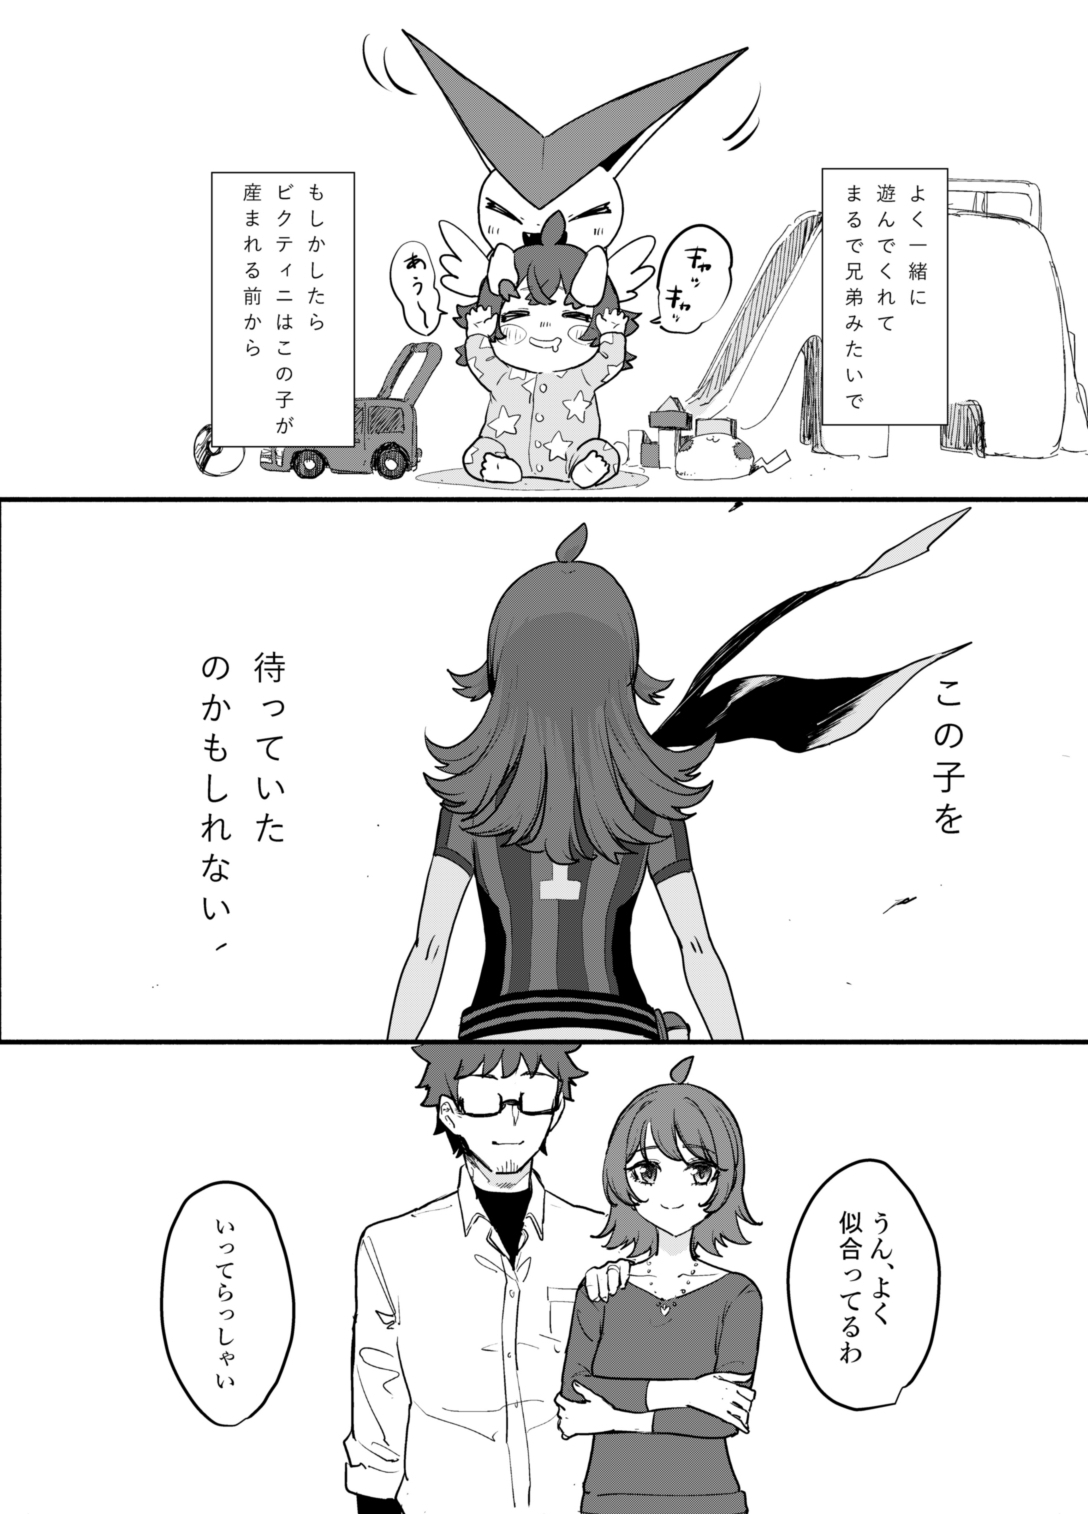 よく一緒に
遊んでくれて
まるで兄弟みたいで
キャッ
キャッ
あぅ〜
もしかしたら
ビクティニはこの子が
産まれる前から
この子を
待っていた
のかもしれない
うん、よく
似合ってるわ
いってらっしゃい